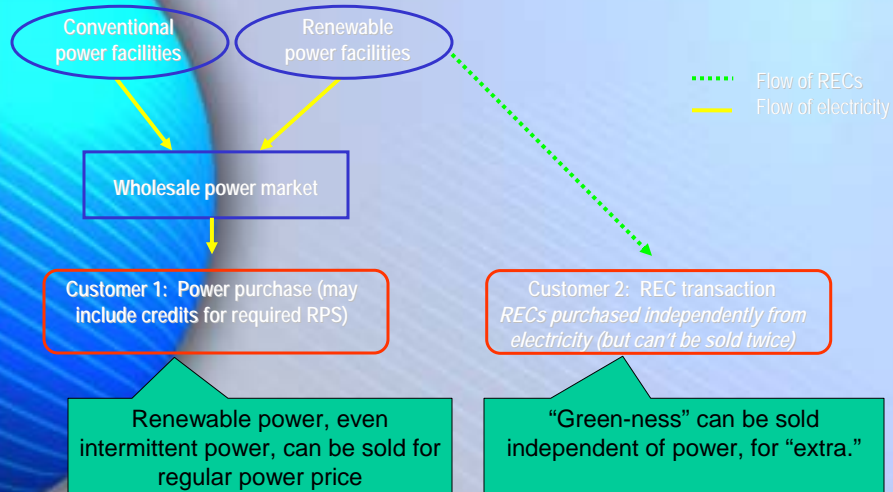 Conventional
power facilities
Renewable
power facilities
Flow of RECs
Flow of electricity
Wholesale power market
Customer 1:  Power purchase (may
include credits for required RPS)
Customer 2:  REC transaction
RECs purchased independently from
electricity (but can't be sold twice)
Renewable power, even
intermittent power, can be sold for
regular power price
“Green-ness” can be sold
independent of power, for “extra.”